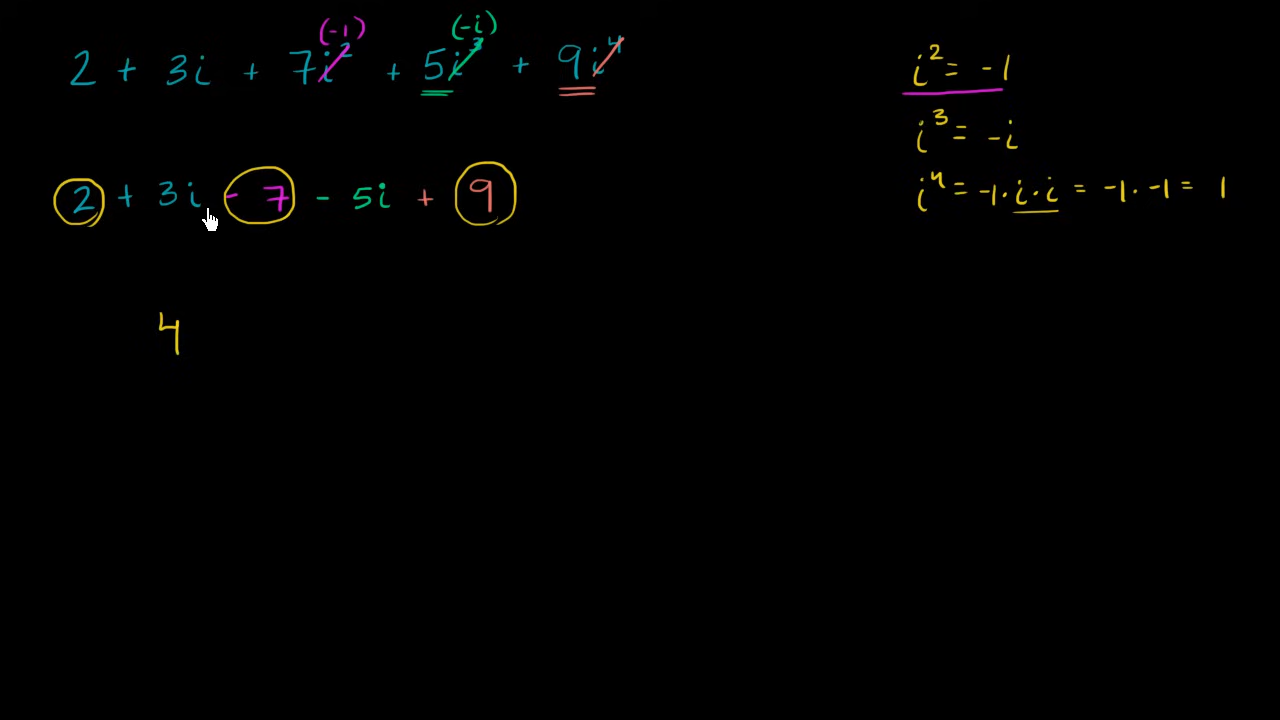 (-1) (-i)
2 + 3i + 7i² + 5i³ + 9i⁴
i² = -1
i³ = -i
2 + 3i - 7 - 5i + 9
i⁴ = -1 · i · i = -1 · -1 = 1
4